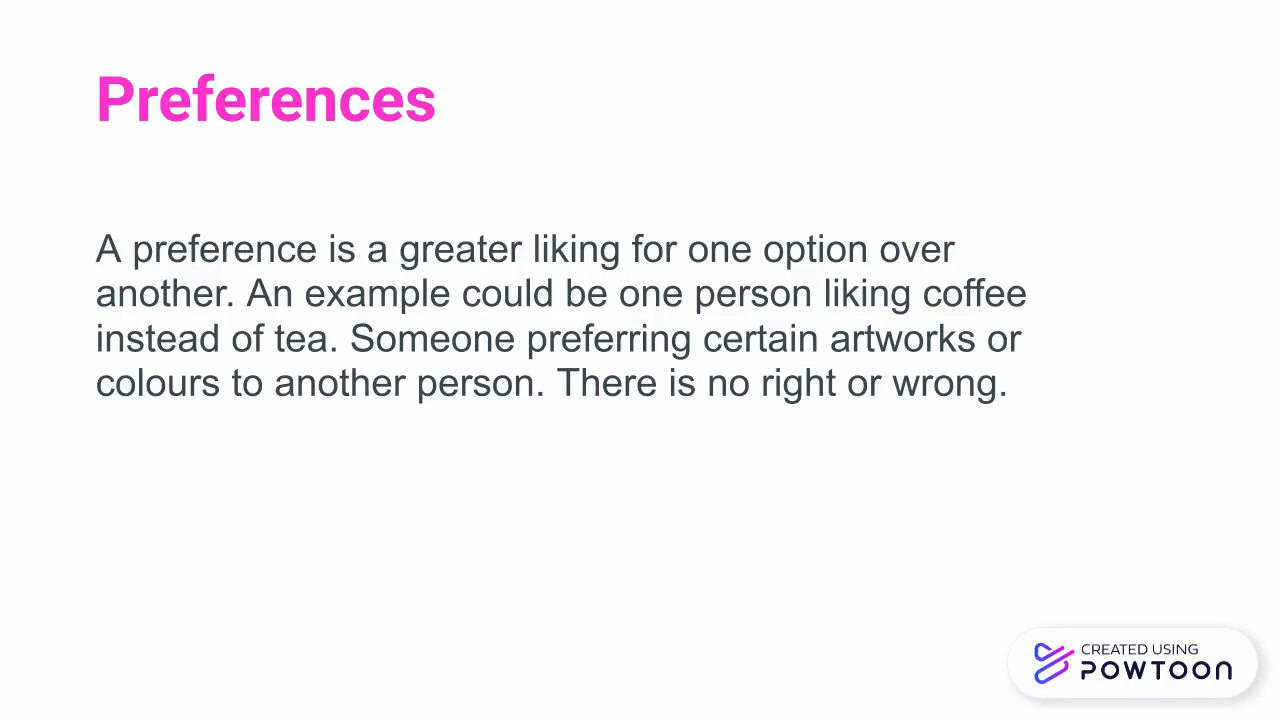 Preferences
A preference is a greater liking for one option over
another. An example could be one person liking coffee
instead of tea. Someone preferring certain artworks or
colours to another person. There is no right or wrong.
CREATED USING
POWTOON